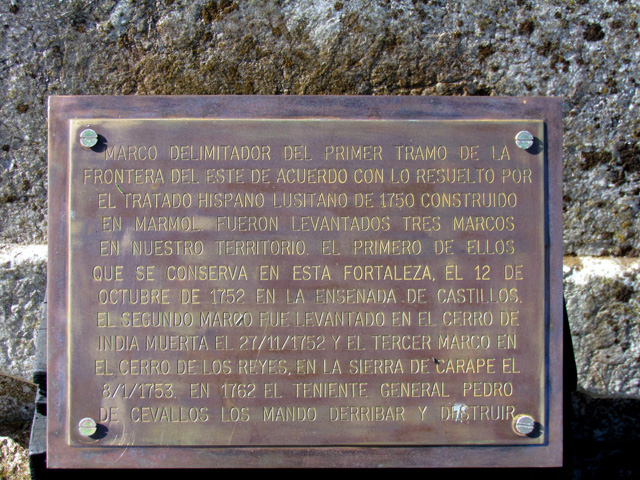 MARCO DELIMITADOR DEL PRIMER TRAMO DE LA
FRONTERA DEL ESTE DE ACUERDO CON LO RESUELTO POR
EL TRATADO HISPANO LUSITANO DE 1750 CONSTRUIDO
EN MARMOL. FUERON LEVANTADOS TRES MARCOS
EN NUESTRO TERRITORIO. EL PRIMERO DE ELLOS
QUE SE CONSERVA EN ESTA FORTALEZA, EL 12 DE
OCTUBRE DE 1752 EN LA ENSENADA DE CASTILLOS.
EL SEGUNDO MARCO FUE LEVANTADO EN EL CERRO DE
INDIA MUERTA EL 27/11/1752 Y EL TERCER MARCO EN
EL CERRO DE LOS REYES, EN LA SIERRA DE CARAPE EL
8/1/1753. EN 1762 EL TENIENTE GENERAL PEDRO
DE CEVALLOS LOS MANDO DERRIBAR Y DESTRUIR